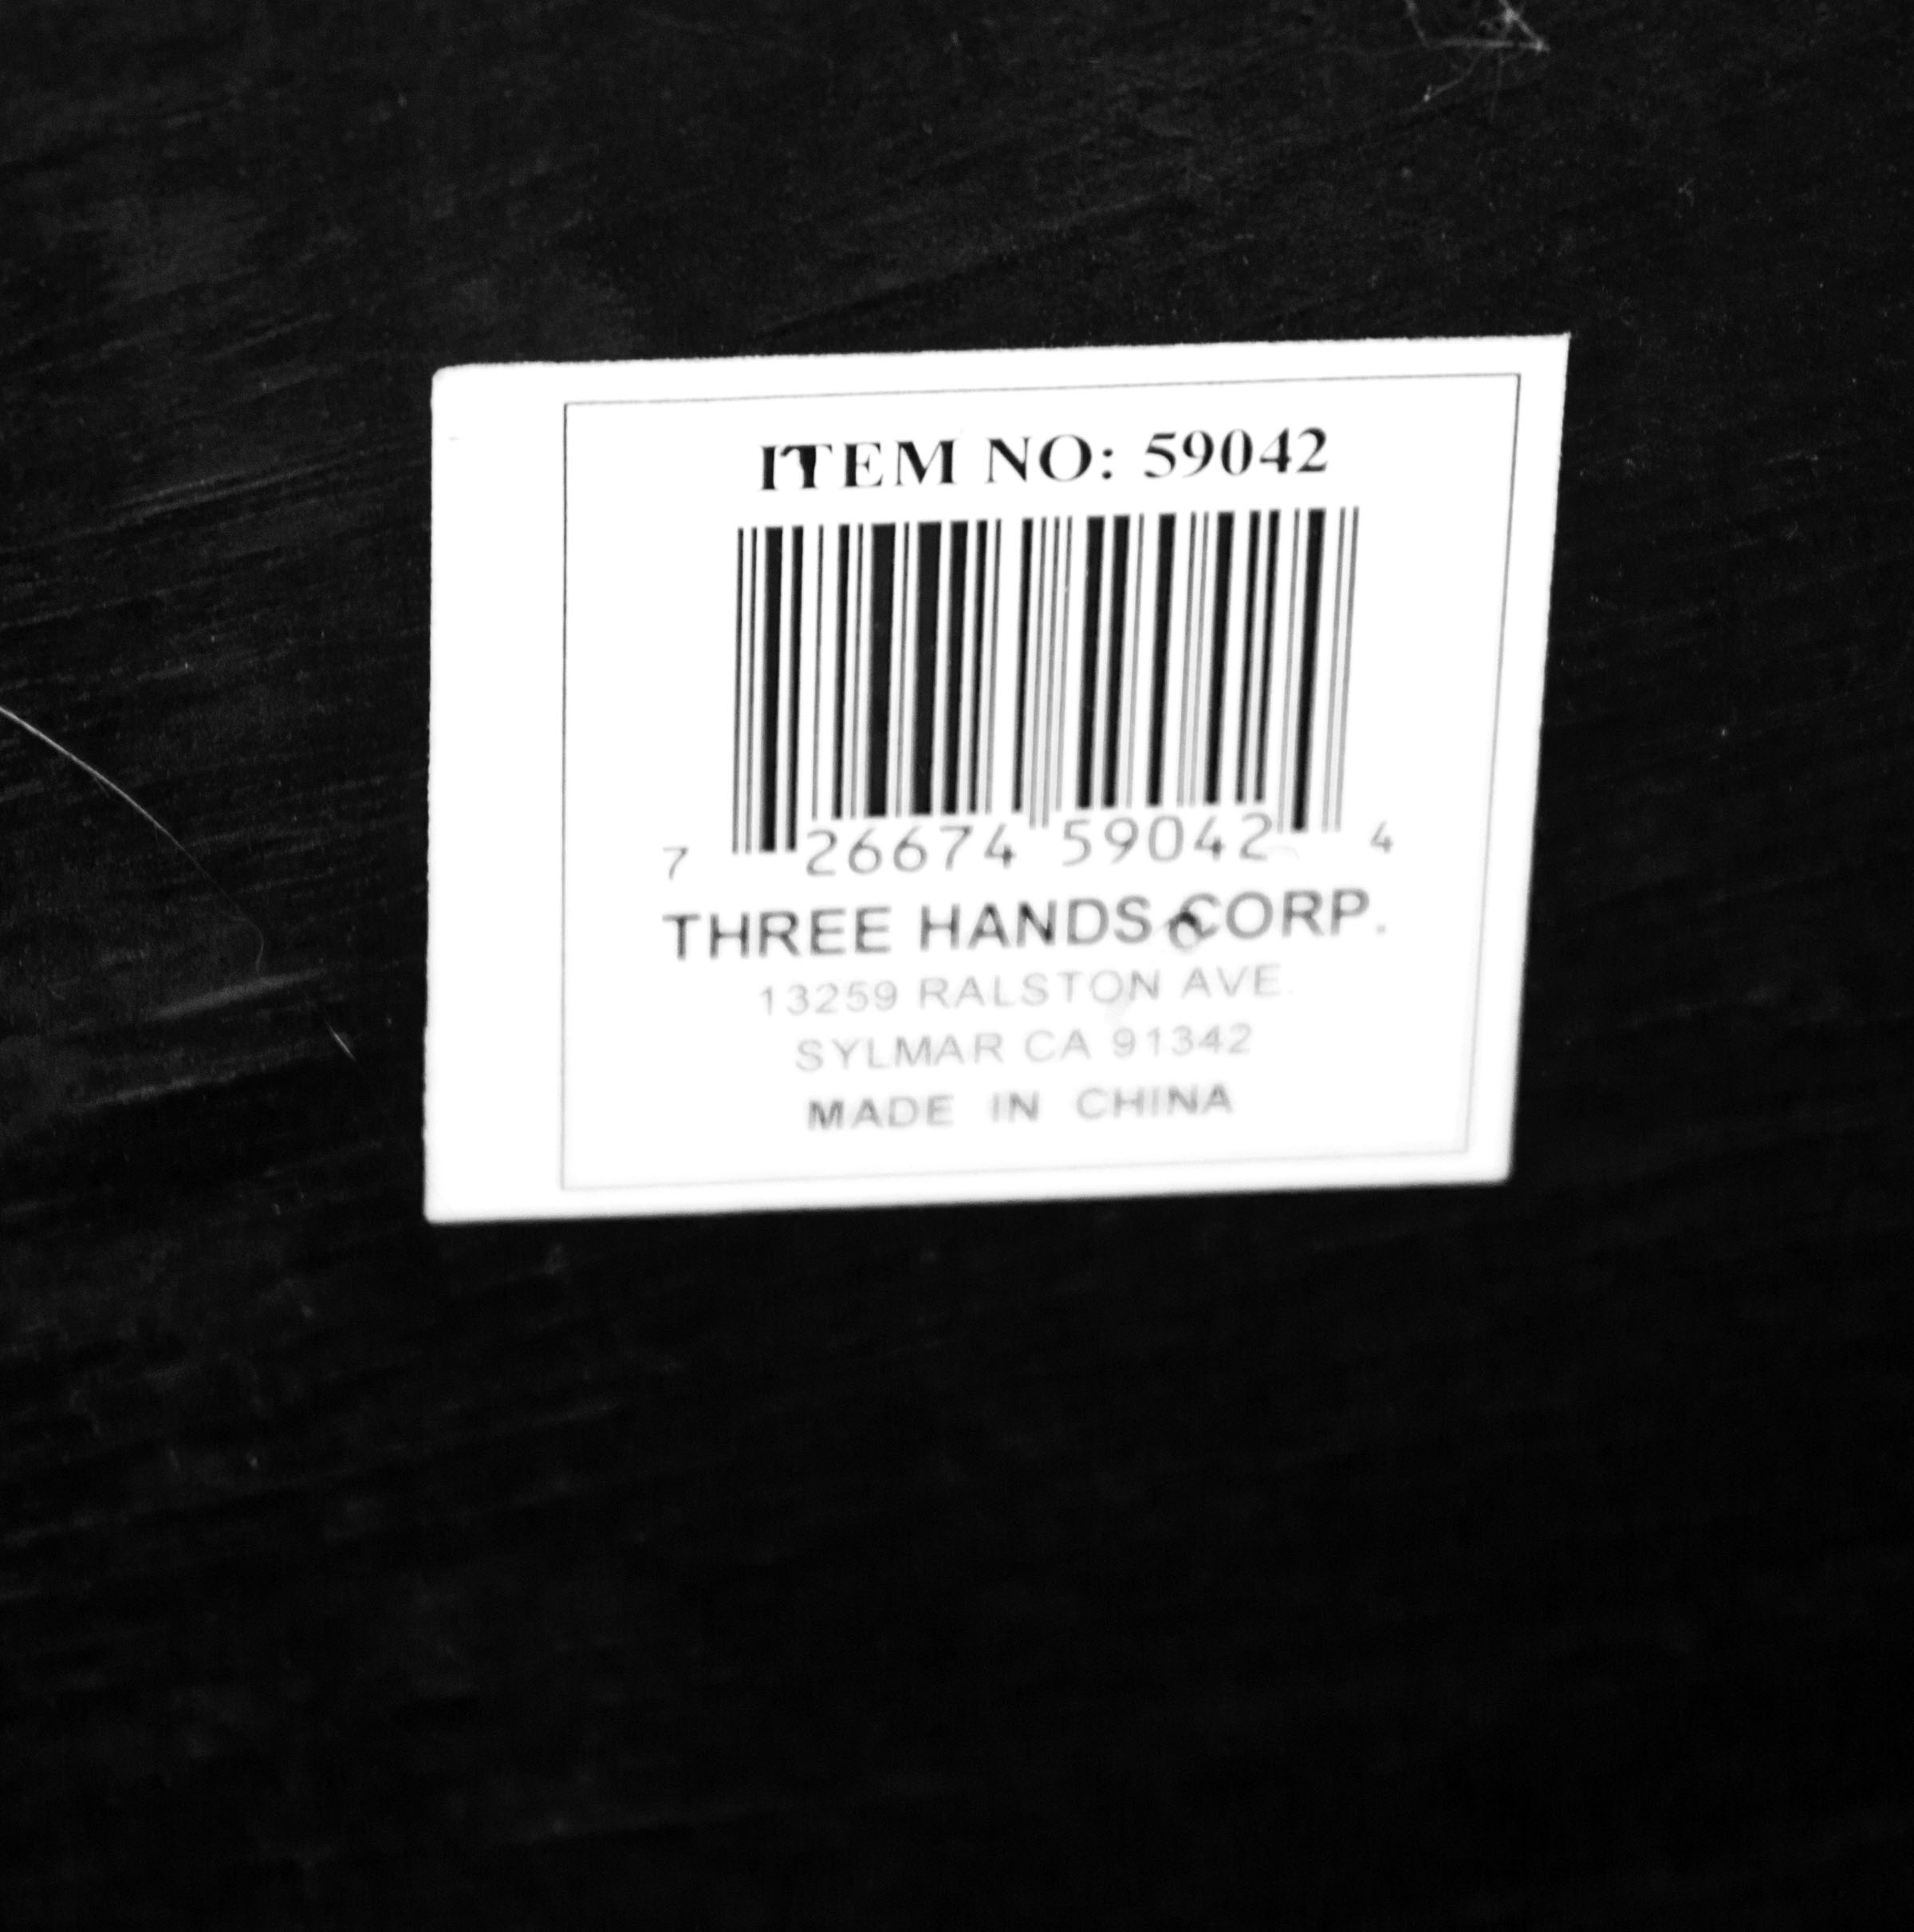 ITEM NO: 59042
7 26674 59042 4
THREE HANDS CORP.
13259 RALSTON AVE.
SYLMAR CA 91342
MADE IN CHINA